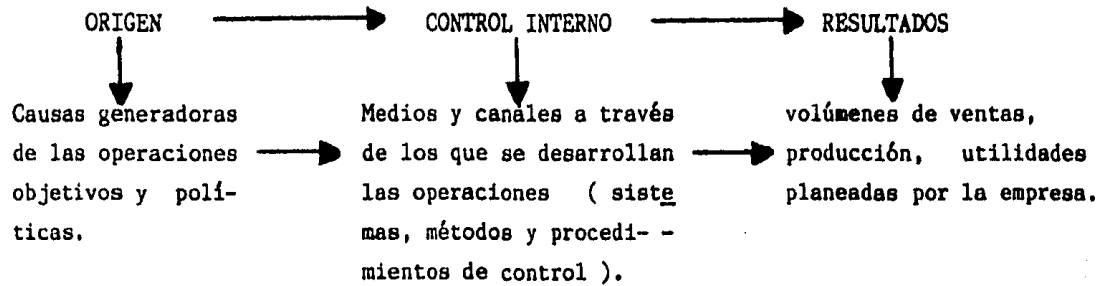 ORIGEN CONTROL INTERNO RESULTADOS
Causas generadoras
de las operaciones
objetivos y polí-
ticas.
Medios y canales a través
de los que se desarrollan
las operaciones ( siste
mas, métodos y procedi- -
mientos de control ).
volúmenes de ventas,
producción, utilidades
planeadas por la empresa.